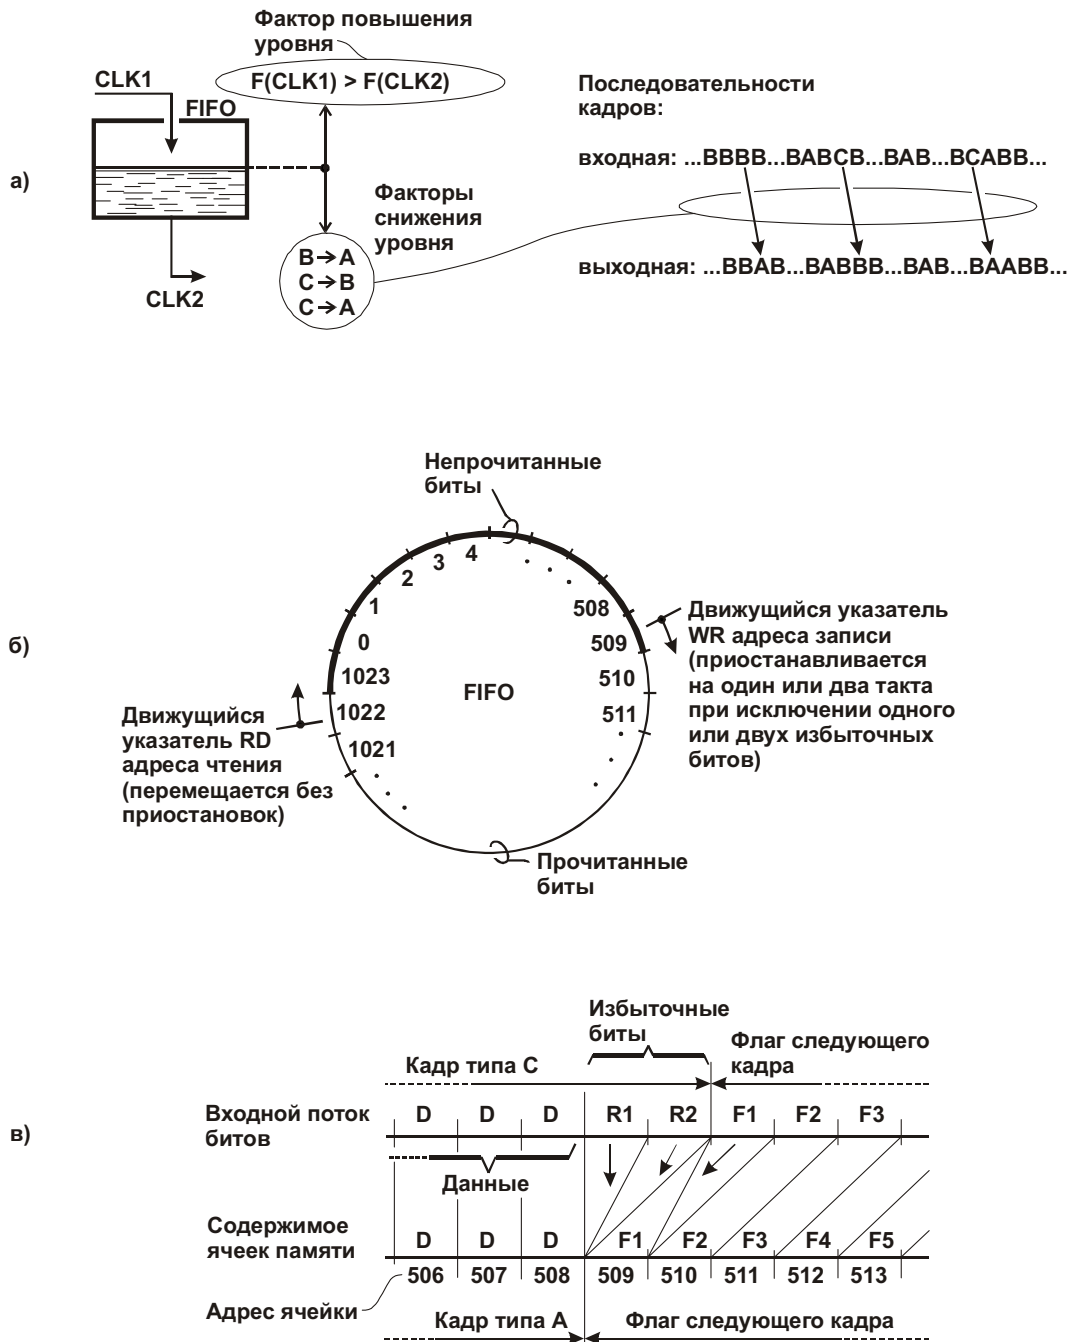 Фактор повышения
уровня
CLK1
F(CLK1) > F(CLK2)
FIFO
Последовательности
кадров:
входная: ...BBBB...BABCB...BAB...BCABB...
а)
Факторы
снижения
уровня
B→A
C→B
C→A
выходная: ...BBAB...BABBB...BAB...BAABB...
CLK2
Непрочитанные
биты
4
3
2
1
0
1023
1022
1021
. . .
508
509
510
511
. . .
. . .
FIFO
б)
Движущийся указатель
WR адреса записи
(приостанавливается
на один или два такта
при исключении одного
или двух избыточных
битов)
Движущийся
указатель RD
адреса чтения
(перемещается без
приостановок)
Прочитанные
биты
Избыточные
биты
Флаг следующего
кадра
Кадр типа C
в)
Входной поток
битов
D D D R1 R2 F1 F2 F3
Данные
Содержимое
ячеек памяти
D D D F1 F2 F3 F4 F5
506 507 508 509 510 511 512 513
Адрес ячейки
Кадр типа A
Флаг следующего кадра